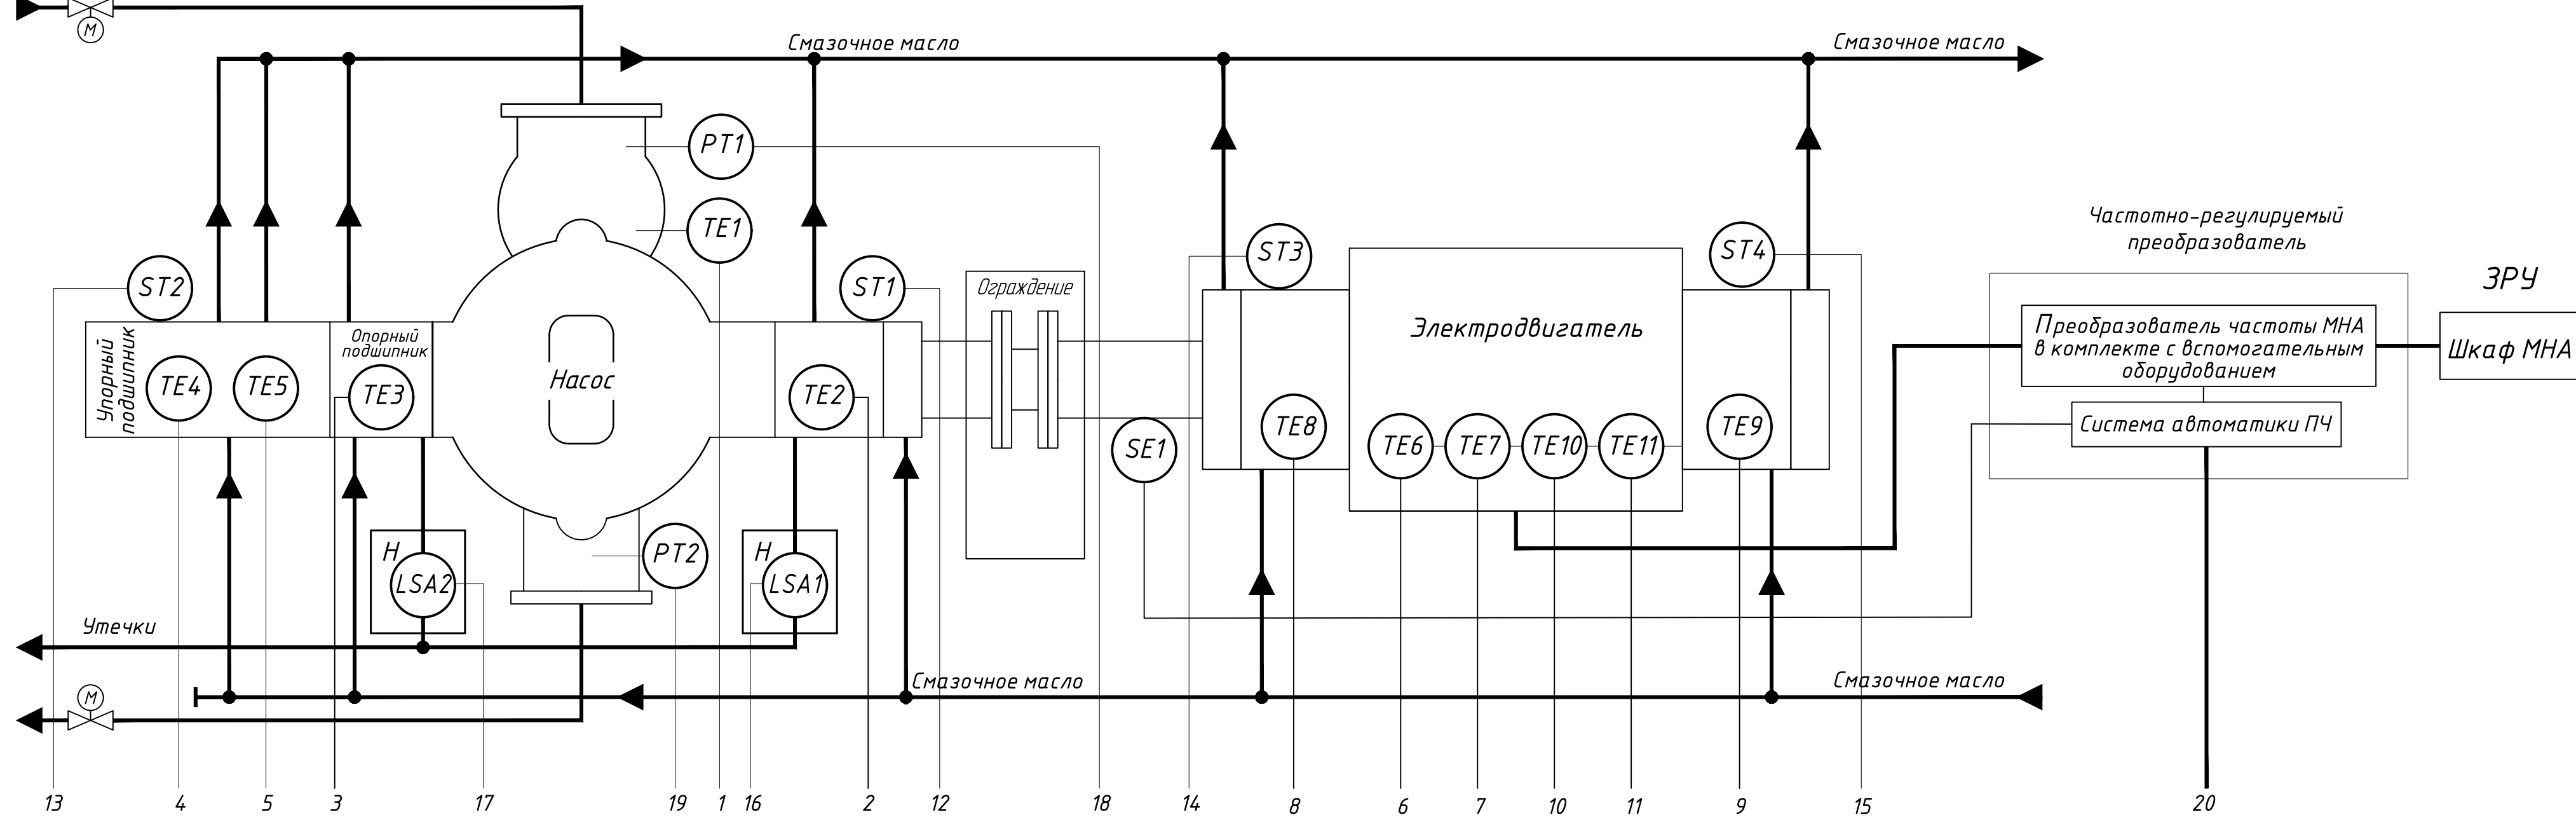 М
Смазочное масло
Смазочное масло
PT1
TE1
ST2
ST1
ST3
ST4
Частотно-регулируемый
преобразователь
ЗРУ
Ограждение
Упорный
подшипник
Опорный
подшипник
TE4
TE5
TE3
Насос
TE2
Электродвигатель
Преобразователь частоты МНА
в комплекте с вспомогательным
оборудованием
Шкаф МНА
Система автоматики ПЧ
SE1
TE8
TE6
TE7
TE10
TE11
TE9
H
LSA2
PT2
H
LSA1
Утечки
Смазочное масло
Смазочное масло
М
13
4
5
3
17
19
1
16
2
12
18
14
8
6
7
10
11
9
15
20